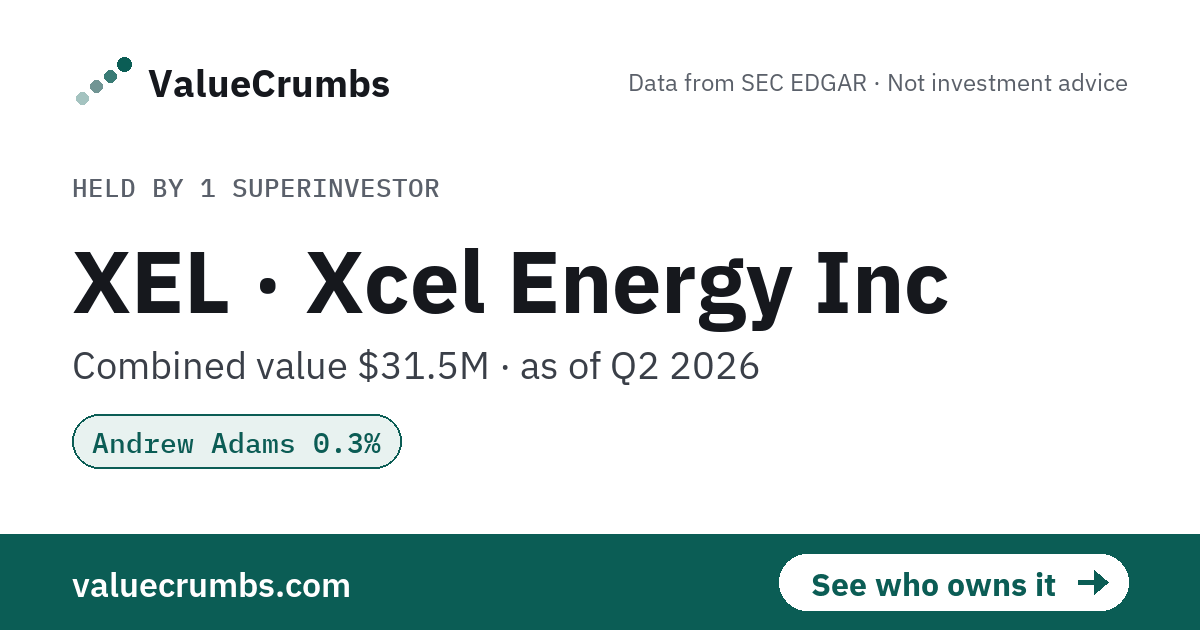 ValueCrumbs
Data from SEC EDGAR · Not investment advice
HELD BY 1 SUPERINVESTOR
XEL · Xcel Energy Inc
Combined value $31.5M · as of Q2 2026
Andrew Adams 0.3%
valuecrumbs.com
See who owns it →